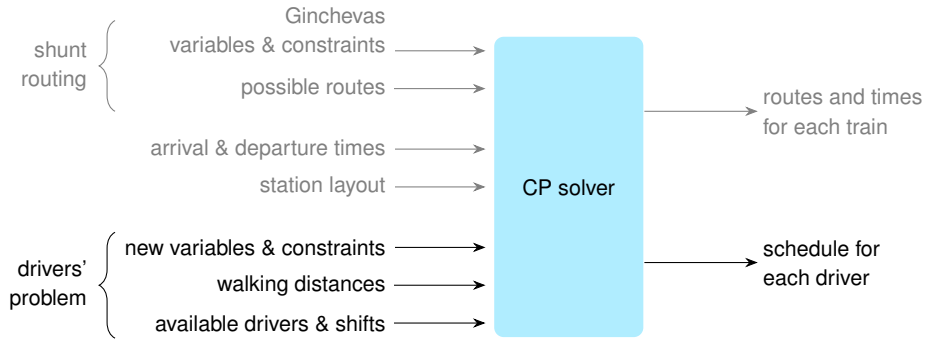 shunt
routing
Ginchevas
variables & constraints
possible routes
arrival & departure times
station layout
drivers’
problem
new variables & constraints
walking distances
available drivers & shifts
CP solver
routes and times
for each train
schedule for
each driver